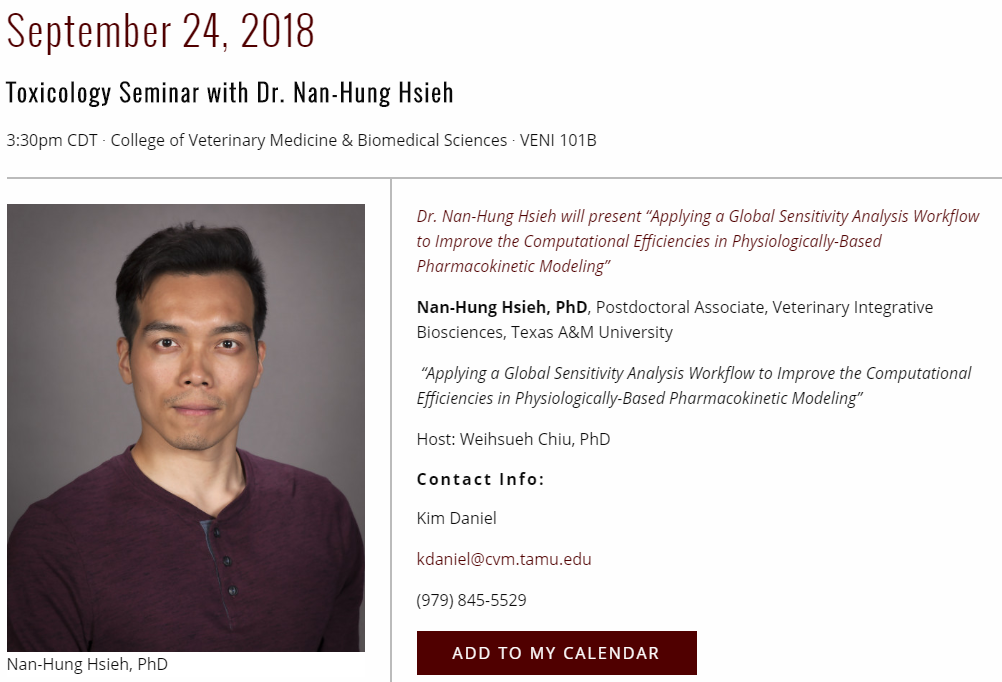 September 24, 2018
Toxicology Seminar with Dr. Nan-Hung Hsieh
3:30pm CDT · College of Veterinary Medicine & Biomedical Sciences · VENI 101B
Dr. Nan-Hung Hsieh will present “Applying a Global Sensitivity Analysis Workflow
to Improve the Computational Efficiencies in Physiologically-Based
Pharmacokinetic Modeling”
Nan-Hung Hsieh, PhD, Postdoctoral Associate, Veterinary Integrative
Biosciences, Texas A&M University
“Applying a Global Sensitivity Analysis Workflow to Improve the Computational
Efficiencies in Physiologically-Based Pharmacokinetic Modeling”
Host: Weihsueh Chiu, PhD
Contact Info:
Kim Daniel
kdaniel@cvm.tamu.edu
(979) 845-5529
ADD TO MY CALENDAR
Nan-Hung Hsieh, PhD